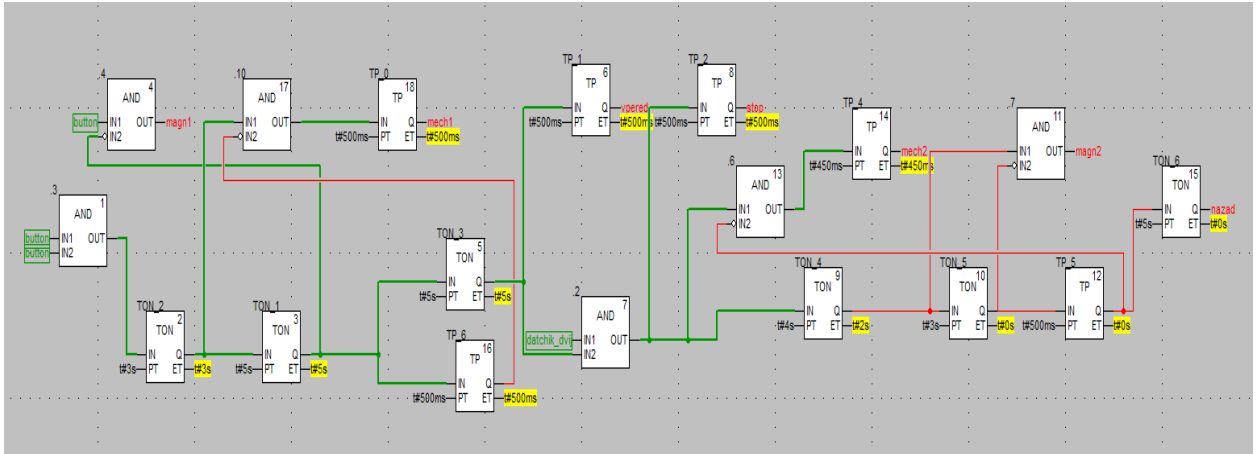 .4
4
AND
button
IN1 OUT
magn1
IN2
.10
17
AND
IN1 OUT
IN2
TP_0
18
TP
IN Q
mech1
t#500ms
PT ET
t#500ms
TP_1
6
TP
IN Q
vpered
t#500ms
PT ET
t#500ms
TP_2
8
TP
IN Q
stop
t#500ms
PT ET
t#500ms
TP_4
14
TP
IN Q
mech2
t#450ms
PT ET
t#450ms
.7
11
AND
IN1 OUT
magn2
IN2
TON_6
15
TON
IN Q
nazad
t#5s
PT ET
t#0s
.6
13
AND
IN1 OUT
IN2
.3
1
AND
button
IN1 OUT
button
IN2
TON_3
5
TON
IN Q
t#5s
PT ET
t#5s
TON_2
2
TON
IN Q
t#3s
PT ET
t#3s
TON_1
3
TON
IN Q
t#5s
PT ET
t#5s
TP_6
16
TP
IN Q
t#500ms
PT ET
t#500ms
.2
7
AND
datchik_dvij
IN1 OUT
IN2
TON_4
9
TON
IN Q
t#4s
PT ET
t#2s
TON_5
10
TON
IN Q
t#3s
PT ET
t#0s
TP_5
12
TP
IN Q
t#500ms
PT ET
t#0s